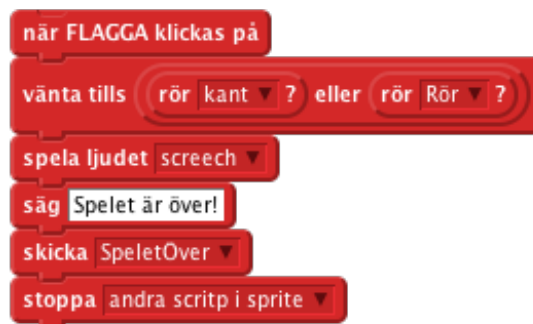 när FLAGGA klickas på
vänta tills rör kant ? eller rör Rör ?
spela ljudet screech
säg Spelet är över!
skicka SpeletOver
stoppa andra scritp i sprite